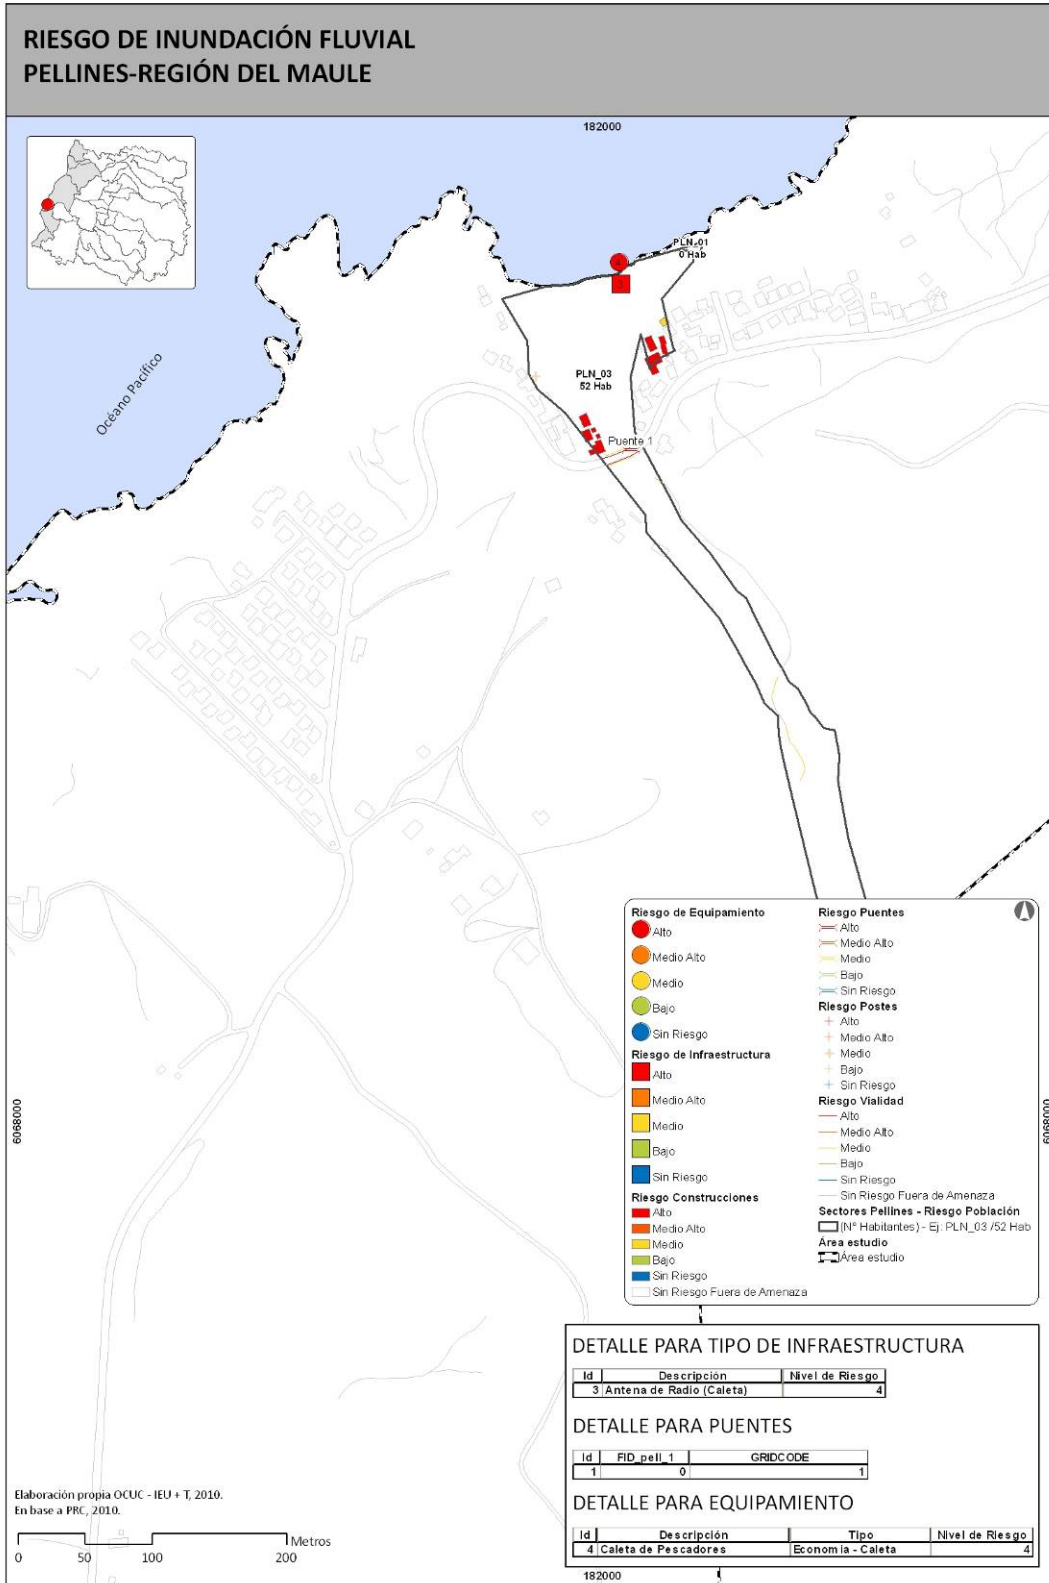 RIESGO DE INUNDACIÓN FLUVIAL
PELLINES-REGIÓN DEL MAULE
182000
PLN_01
0 Hab
4
3
Océano Pacífico
PLN_03
52 Hab
Puente 1
6068000
6068000
Riesgo de Equipamiento
Alto
Medio Alto
Medio
Bajo
Sin Riesgo
Riesgo de Infraestructura
Alto
Medio Alto
Medio
Bajo
Sin Riesgo
Riesgo Construcciones
Alto
Medio Alto
Medio
Bajo
Sin Riesgo
Sin Riesgo Fuera de Amenaza
Riesgo Puentes
Alto
Medio Alto
Medio
Bajo
Sin Riesgo
Riesgo Postes
Alto
Medio Alto
Medio
Bajo
Sin Riesgo
Riesgo Vialidad
Alto
Medio Alto
Medio
Bajo
Sin Riesgo
Sin Riesgo Fuera de Amenaza
Sectores Pellines - Riesgo Población
(N° Habitantes) - Ej: PLN_03 /52 Hab
Área estudio
Área estudio
DETALLE PARA TIPO DE INFRAESTRUCTURA
Id Descripción Nivel de Riesgo
3 Antena de Radio (Caleta) 4
DETALLE PARA PUENTES
Id FID_pell_1 GRIDCODE
1 0 1
DETALLE PARA EQUIPAMIENTO
Id Descripción Tipo Nivel de Riesgo
4 Caleta de Pescadores Economia - Caleta 4
Elaboración propia OCUC - IEU + T, 2010.
En base a PRC, 2010.
Metros
0 50 100 200
182000